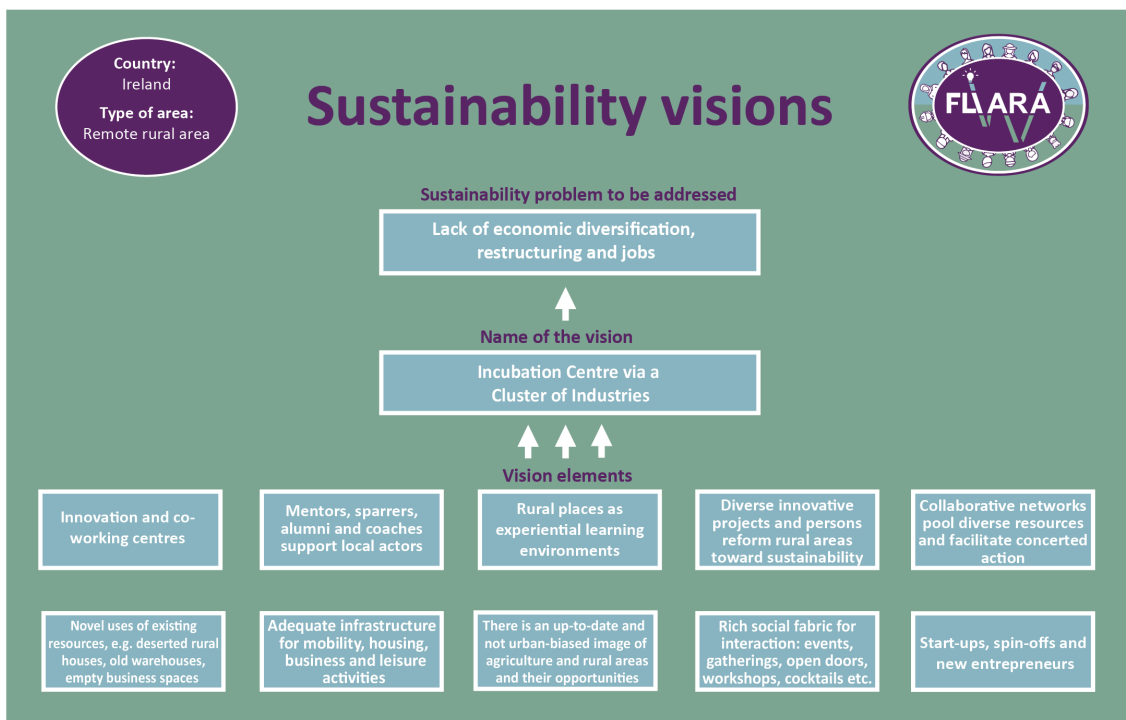 Country:
Ireland
Type of area:
Remote rural area
Sustainability visions
FLIARA
Sustainability problem to be addressed
Lack of economic diversification,
restructuring and jobs
Name of the vision
Incubation Centre via a
Cluster of Industries
Vision elements
Innovation and co-
working centres
Mentors, sparrers,
alumni and coaches
support local actors
Rural places as
experiential learning
environments
Diverse innovative
projects and persons
reform rural areas
toward sustainability
Collaborative networks
pool diverse resources
and facilitate concerted
action
Novel uses of existing
resources, e.g. deserted rural
houses, old warehouses,
empty business spaces
Adequate infrastructure
for mobility, housing,
business and leisure
activities
There is an up-to-date and
not urban-biased image of
agriculture and rural areas
and their opportunities
Rich social fabric for
interaction: events,
gatherings, open doors,
workshops, cocktails etc.
Start-ups, spin-offs and
new entrepreneurs